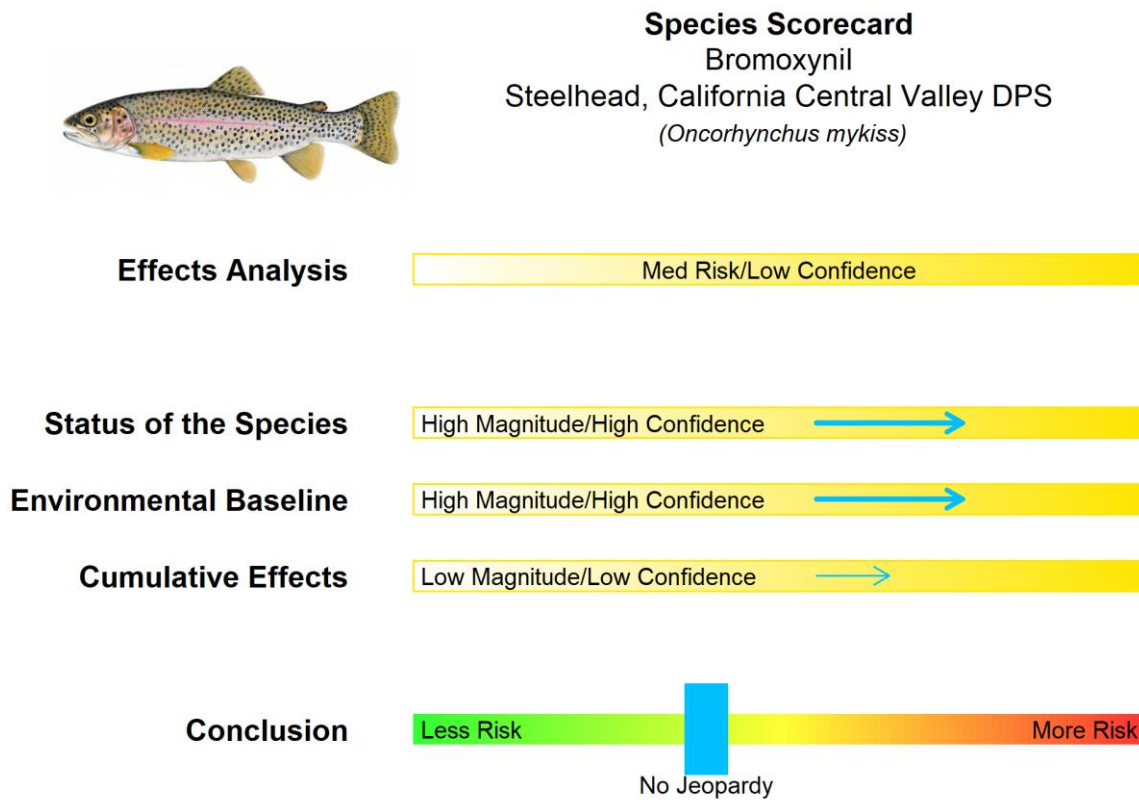 Species Scorecard
Bromoxynil
Steelhead, California Central Valley DPS
(Oncorhynchus mykiss)
Effects Analysis
Med Risk/Low Confidence
Status of the Species
High Magnitude/High Confidence
Environmental Baseline
High Magnitude/High Confidence
Cumulative Effects
Low Magnitude/Low Confidence
Conclusion
Less Risk
More Risk
No Jeopardy